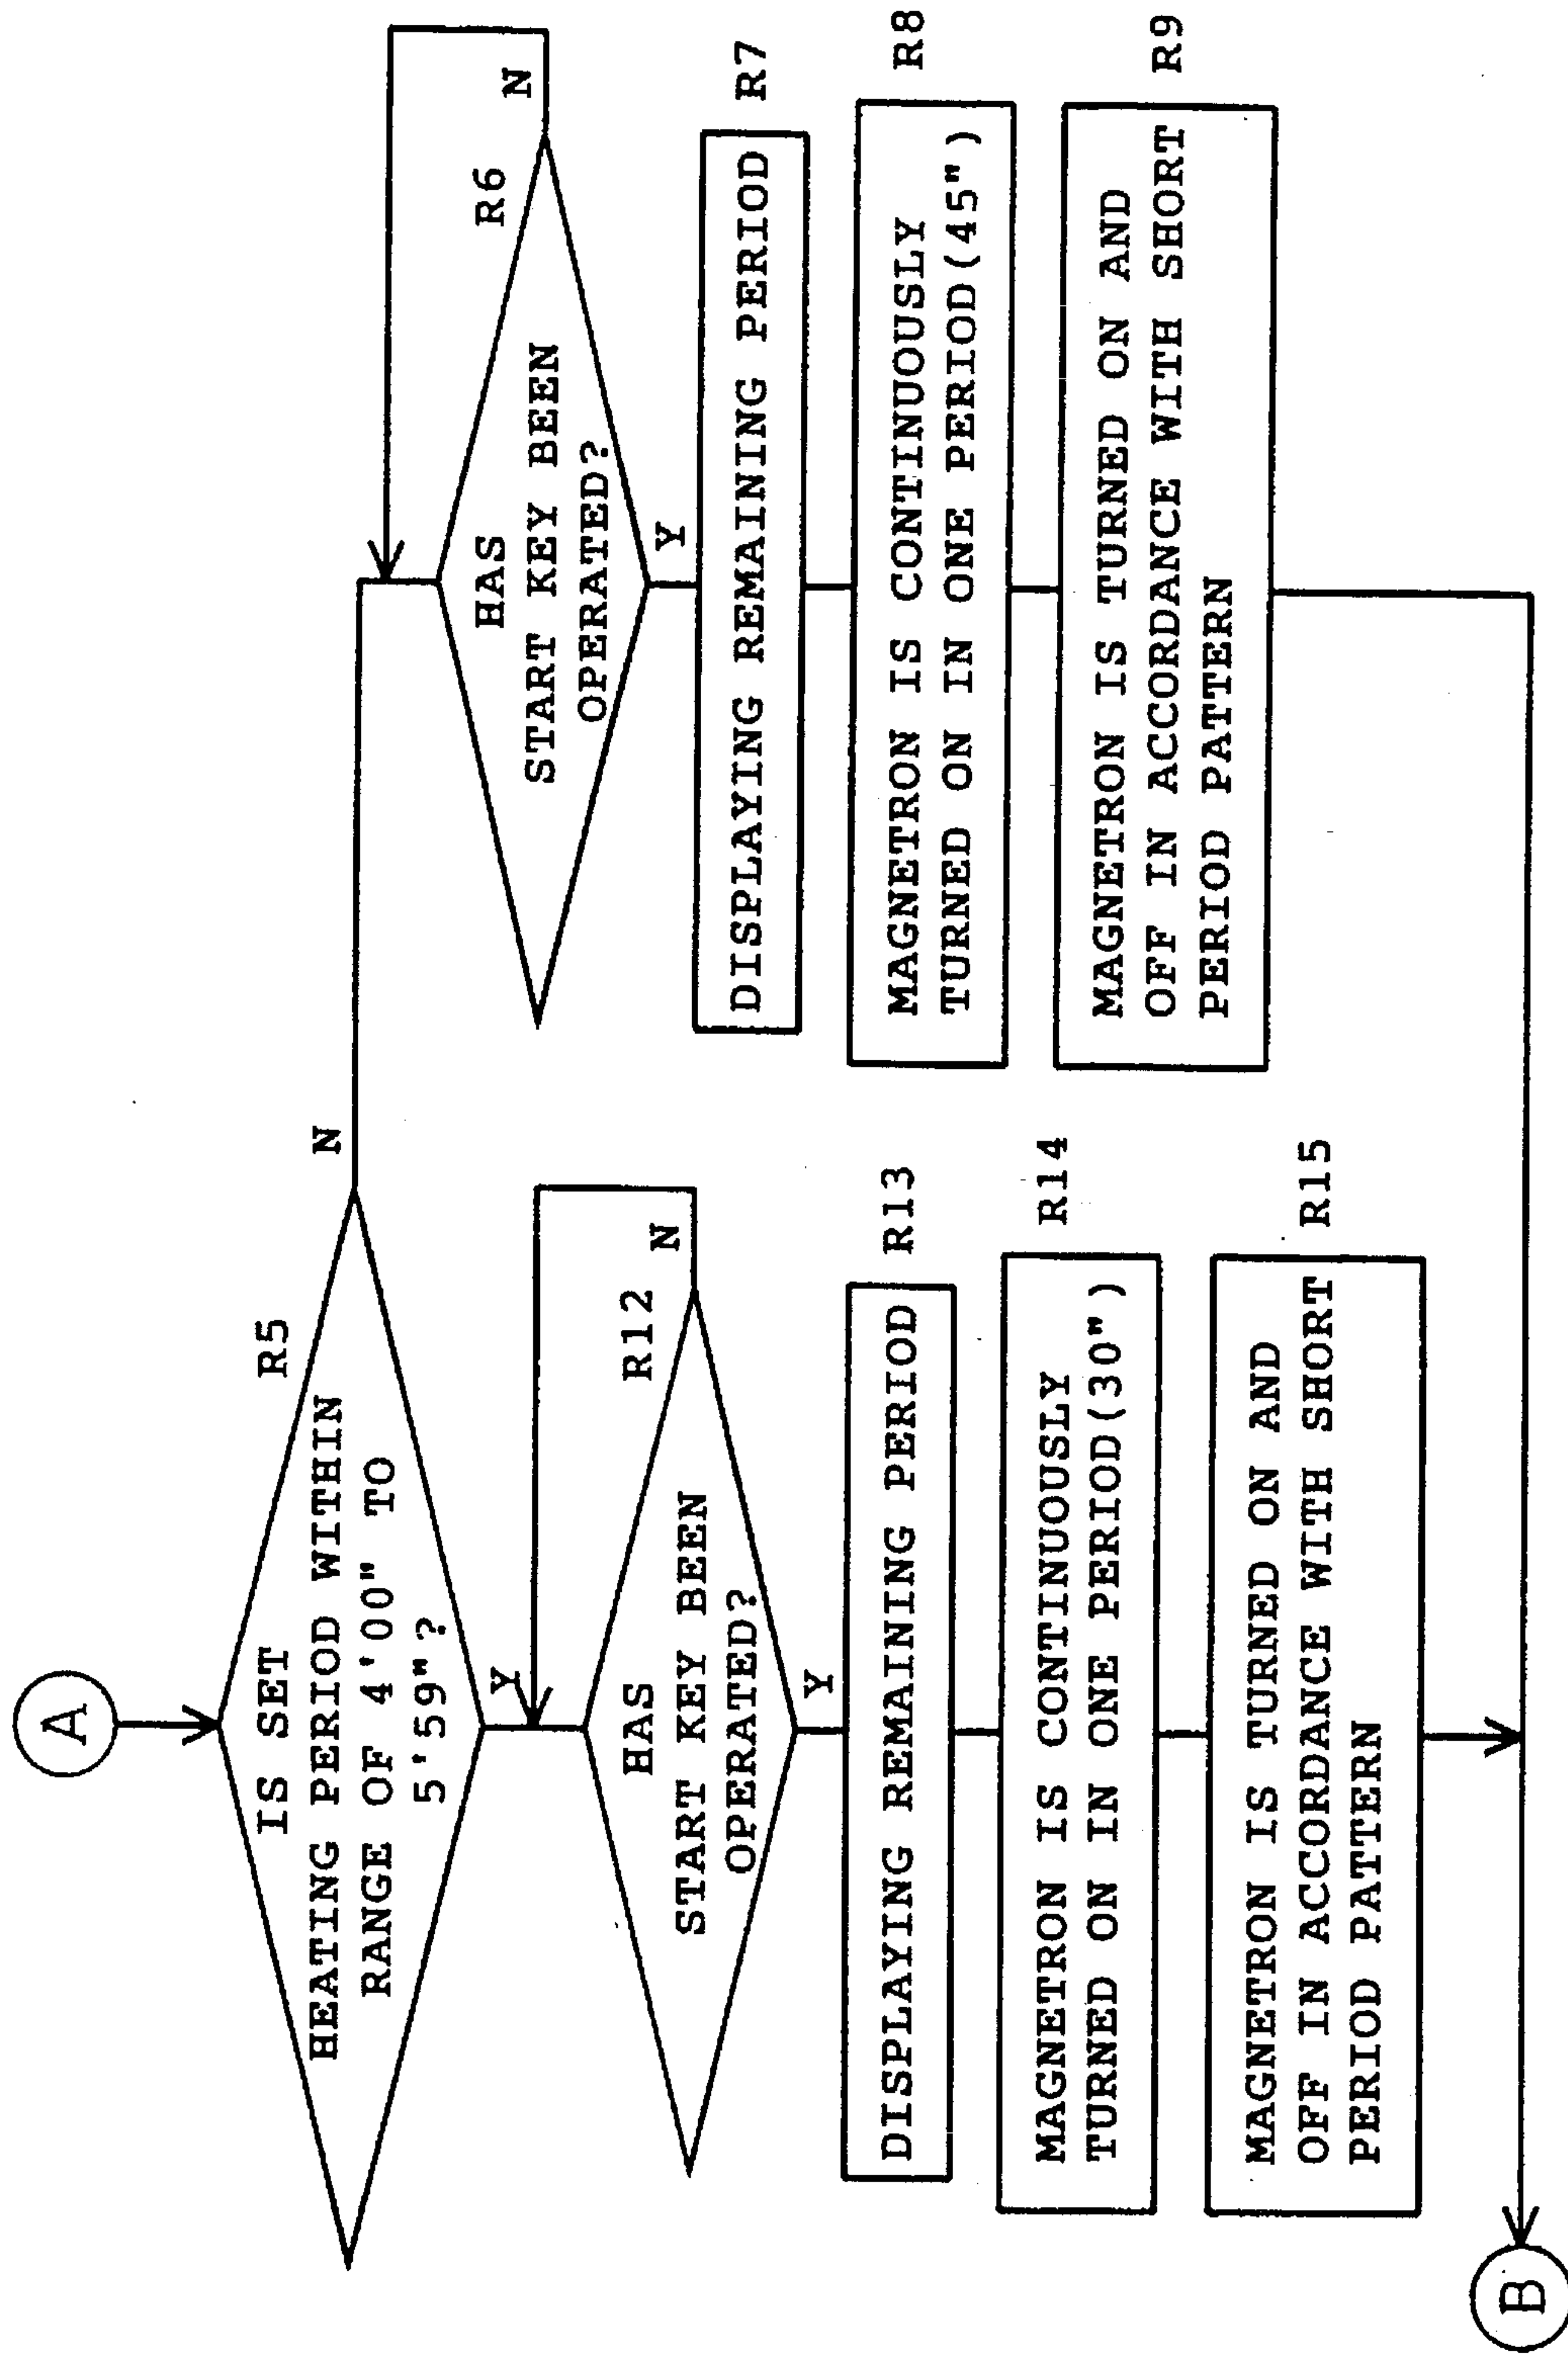 A
IS SET
HEATING PERIOD WITHIN
RANGE OF 4'00" TO
5'59"?
R5
N
Y
HAS
START KEY BEEN
OPERATED?
R12
N
Y
DISPLAYING REMAINING PERIOD
R13
MAGNETRON IS CONTINUOUSLY
TURNED ON IN ONE PERIOD(30")
R14
MAGNETRON IS TURNED ON AND
OFF IN ACCORDANCE WITH SHORT
PERIOD PATTERN
R15
HAS
START KEY BEEN
OPERATED?
R6
N
Y
DISPLAYING REMAINING PERIOD
R7
MAGNETRON IS CONTINUOUSLY
TURNED ON IN ONE PERIOD(45")
R8
MAGNETRON IS TURNED ON AND
OFF IN ACCORDANCE WITH SHORT
PERIOD PATTERN
R9
B